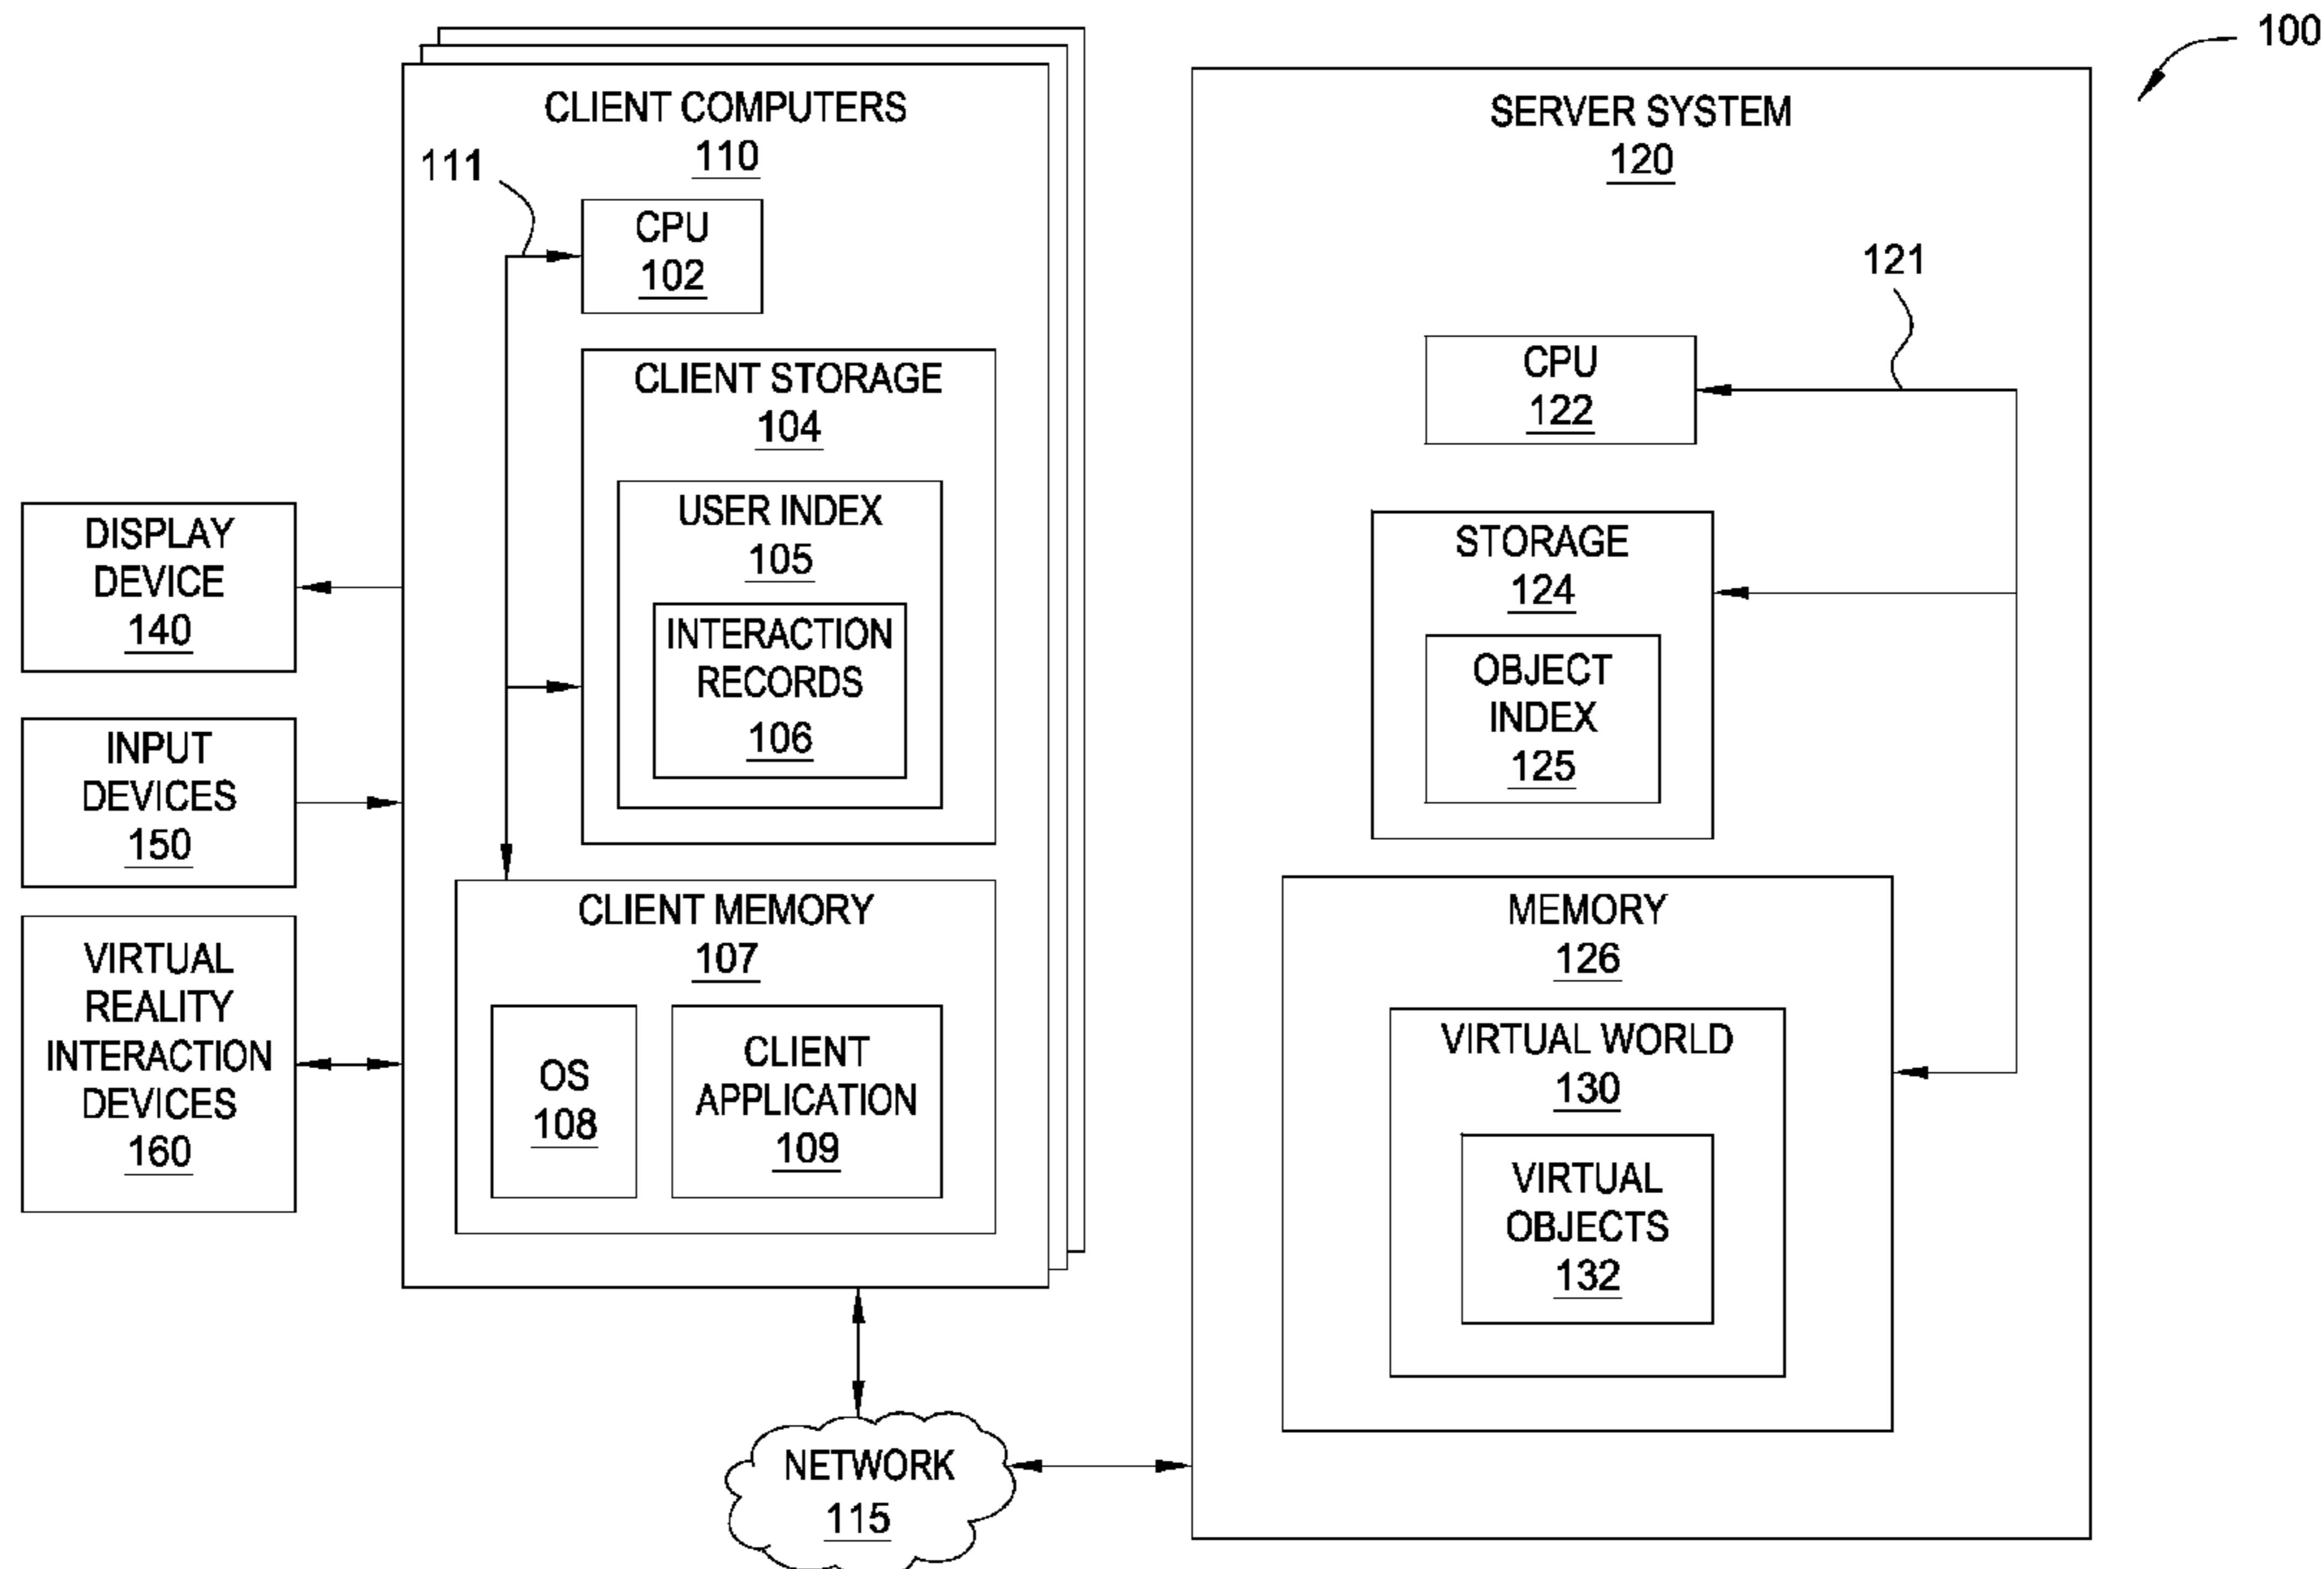 100
CLIENT COMPUTERS
110
111
CPU
102
CLIENT STORAGE
104
USER INDEX
105
INTERACTION
RECORDS
106
CLIENT MEMORY
107
OS
108
CLIENT
APPLICATION
109
DISPLAY
DEVICE
140
INPUT
DEVICES
150
VIRTUAL
REALITY
INTERACTION
DEVICES
160
NETWORK
115
SERVER SYSTEM
120
121
CPU
122
STORAGE
124
OBJECT
INDEX
125
MEMORY
126
VIRTUAL WORLD
130
VIRTUAL
OBJECTS
132